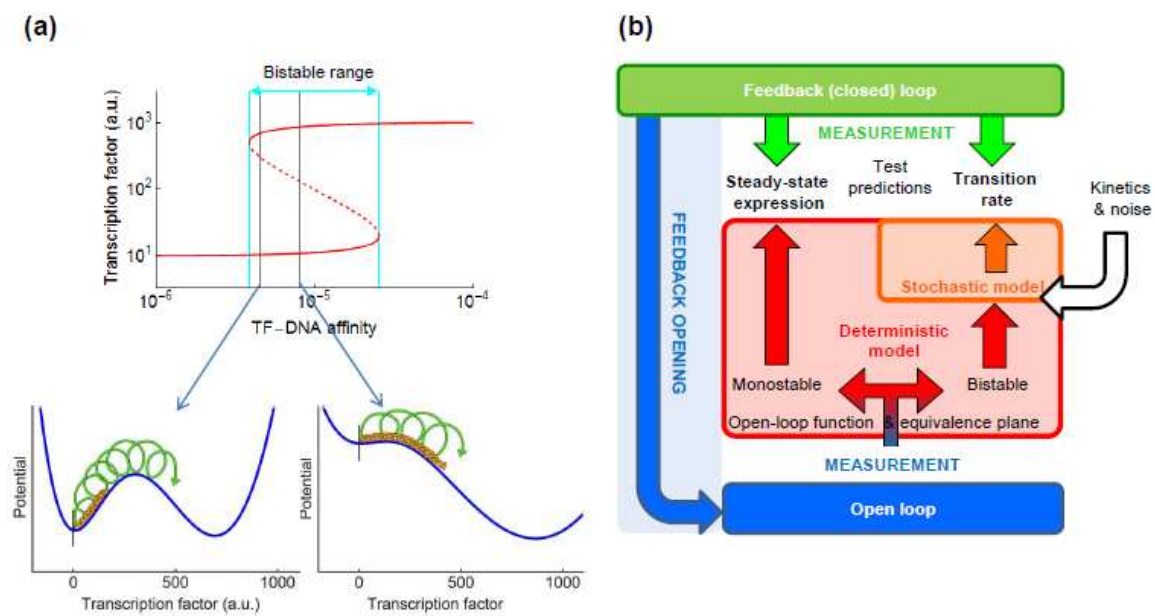 (a)
Bistable range
Transcription factor (a.u.)
10³
10²
10¹
10⁻⁶
10⁻⁵
10⁻⁴
TF–DNA affinity
Potential
0
500
1000
Transcription factor (a.u.)
Potential
0
500
1000
Transcription factor
(b)
Feedback (closed) loop
MEASUREMENT
Steady-state
expression
Test
predictions
Transition
rate
Kinetics
& noise
FEEDBACK OPENING
Stochastic model
Deterministic
model
Monostable
Bistable
Open-loop function & equivalence plane
MEASUREMENT
Open loop